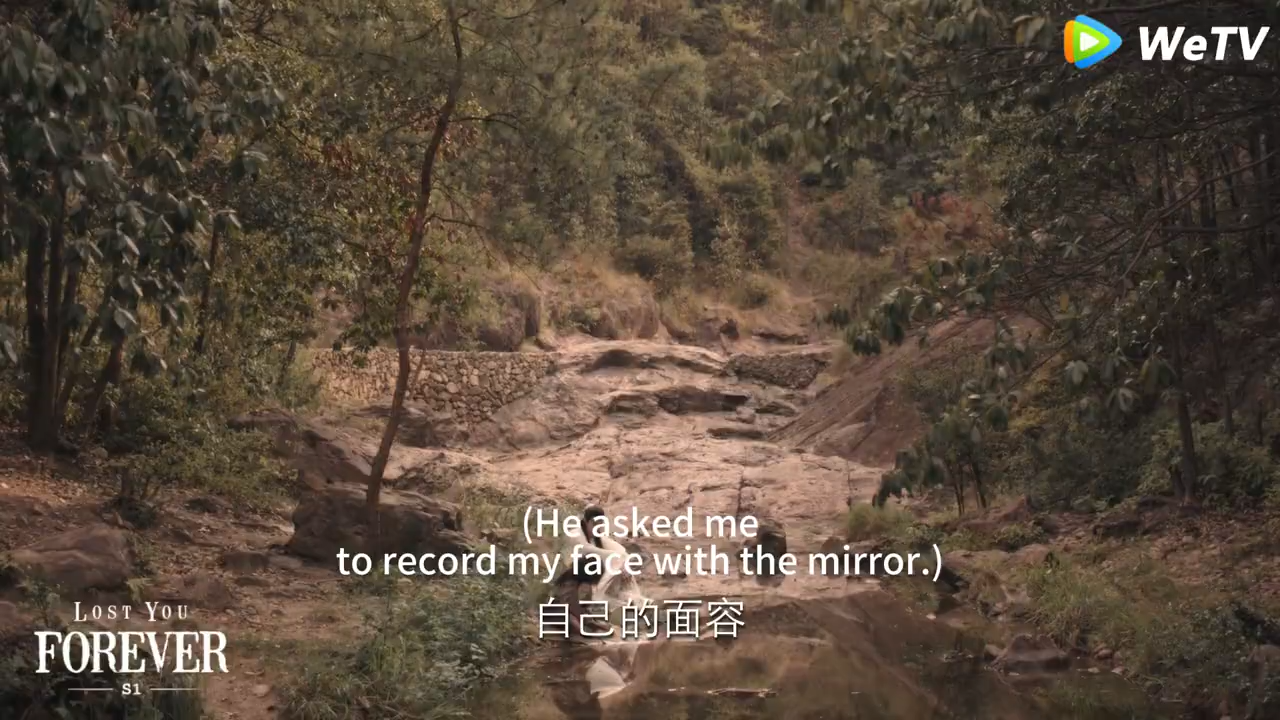 WeTV
(He asked me
to record my face with the mirror.)
自己的面容
LOST YOU
FOREVER
S1